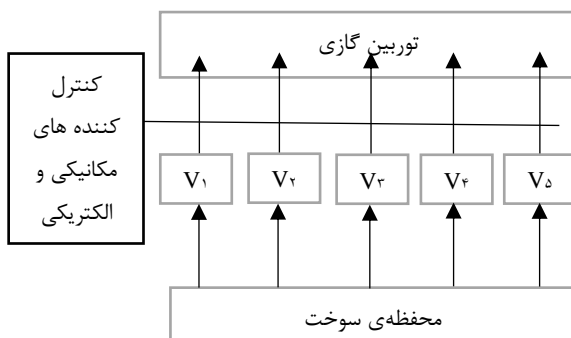 توربین گازی
کنترل
کننده های
مکانیکی و
الکتریکی
V۱ V۲ V۳ V۴ V۵
محفظه‌ی سوخت